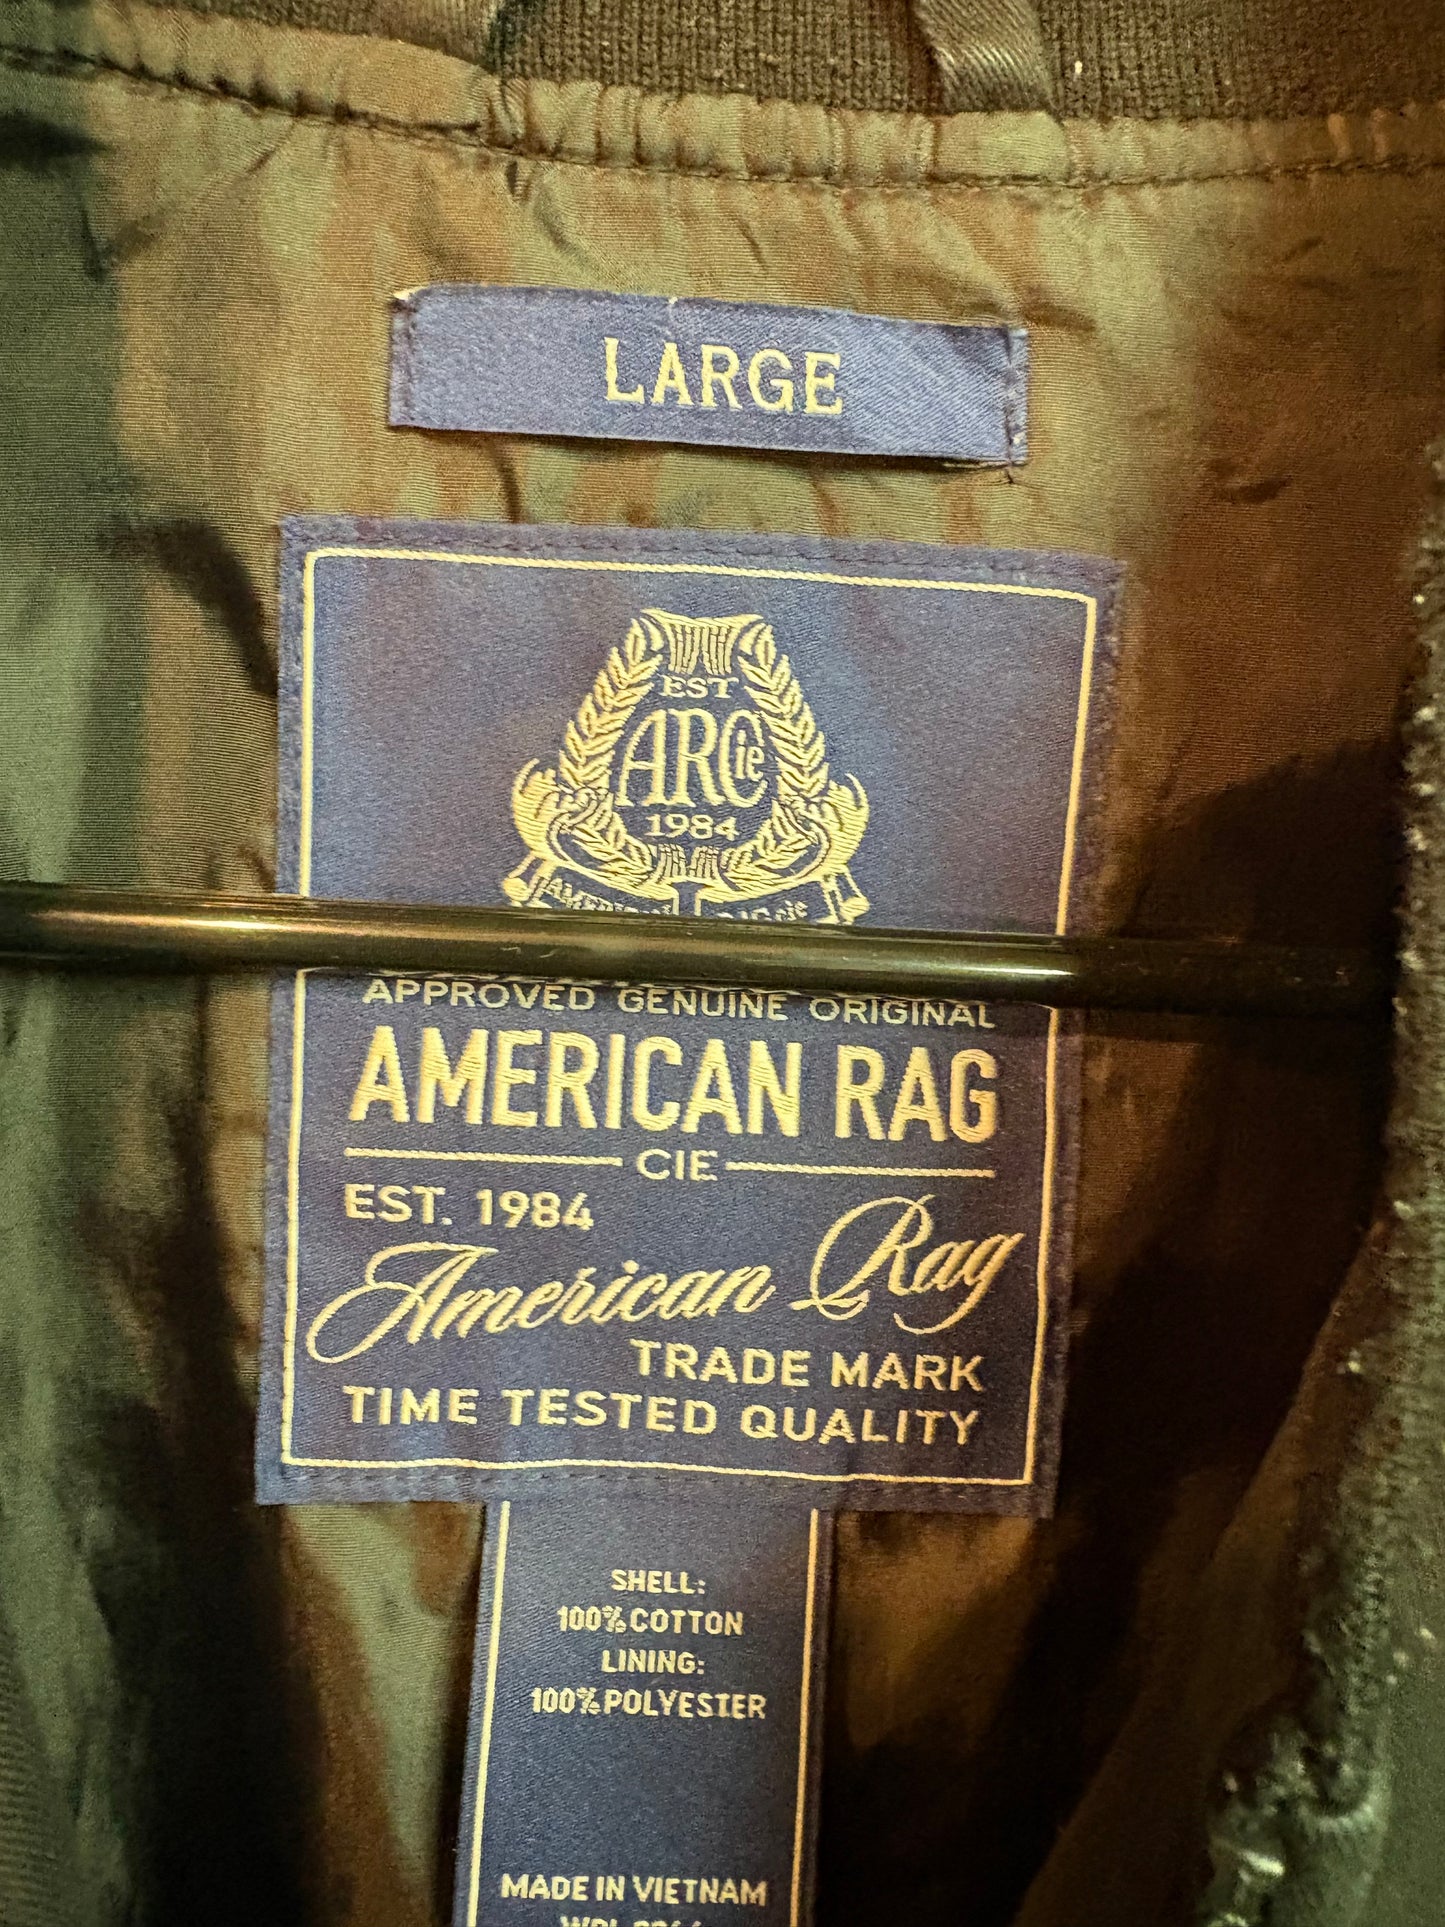 LARGE
EST
ARCie
1984
APPROVED GENUINE ORIGINAL
AMERICAN RAG
CIE
EST. 1984
American Rag
TRADE MARK
TIME TESTED QUALITY
SHELL:
100% COTTON
LINING:
100% POLYESTER
MADE IN VIETNAM